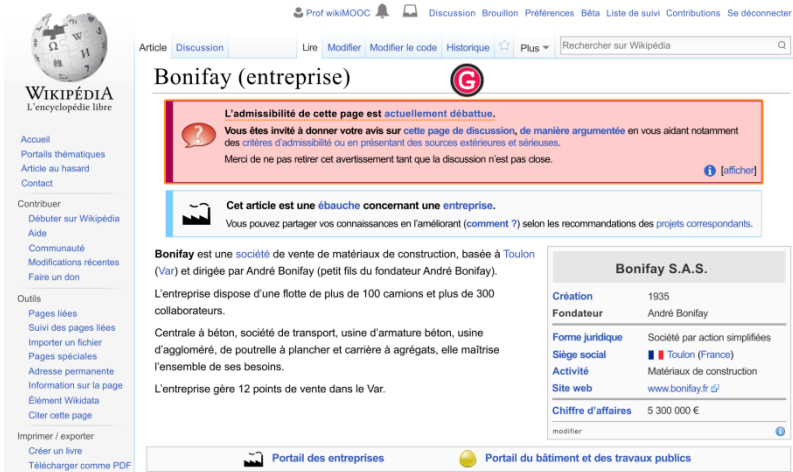 Prof wikiMOOC Discussion Brouillon Préférences Bêta Liste de suivi Contributions Se déconnecter
Article Discussion Lire Modifier Modifier le code Historique Plus Rechercher sur Wikipédia
WIKIPÉDIA
L'encyclopédie libre
Accueil
Portails thématiques
Article au hasard
Contact
Contribuer
Débuter sur Wikipédia
Aide
Communauté
Modifications récentes
Faire un don
Outils
Pages liées
Suivi des pages liées
Importer un fichier
Pages spéciales
Adresse permanente
Information sur la page
Élément Wikidata
Citer cette page
Imprimer / exporter
Créer un livre
Télécharger comme PDF
Bonifay (entreprise)
G
L'admissibilité de cette page est actuellement débattue.
Vous êtes invité à donner votre avis sur cette page de discussion, de manière argumentée en vous aidant notamment
des critères d'admissibilité ou en présentant des sources extérieures et sérieuses.
Merci de ne pas retirer cet avertissement tant que la discussion n'est pas close.
[afficher]
Cet article est une ébauche concernant une entreprise.
Vous pouvez partager vos connaissances en l'améliorant (comment ?) selon les recommandations des projets correspondants.
Bonifay est une société de vente de matériaux de construction, basée à Toulon
(Var) et dirigée par André Bonifay (petit fils du fondateur André Bonifay).
L'entreprise dispose d'une flotte de plus de 100 camions et plus de 300
collaborateurs.
Centrale à béton, société de transport, usine d'armature béton, usine
d'aggloméré, de poutrelle à plancher et carrière à agrégats, elle maîtrise
l'ensemble de ses besoins.
L'entreprise gère 12 points de vente dans le Var.
Bonifay S.A.S.
Création 1935
Fondateur André Bonifay
Forme juridique Société par action simplifiées
Siège social Toulon (France)
Activité Matériaux de construction
Site web www.bonifay.fr
Chiffre d'affaires 5 300 000 €
modifier
Portail des entreprises Portail du bâtiment et des travaux publics